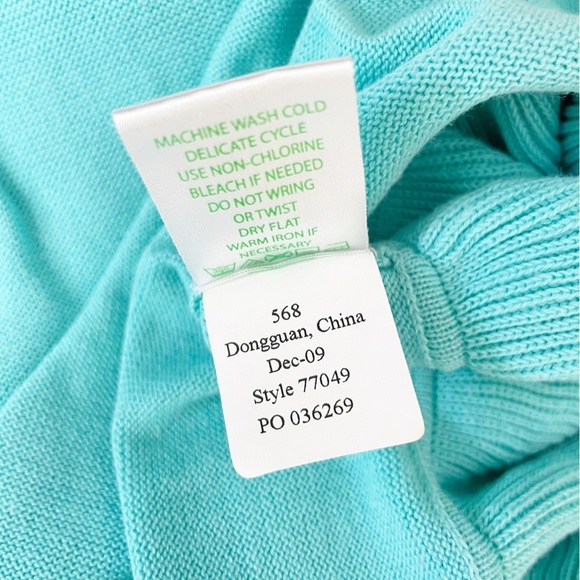 MACHINE WASH COLD
DELICATE CYCLE
USE NON-CHLORINE
BLEACH IF NEEDED
DO NOT WRING
OR TWIST
DRY FLAT
WARM IRON IF
NECESSARY
568
Dongguan, China
Dec-09
Style 77049
PO 036269